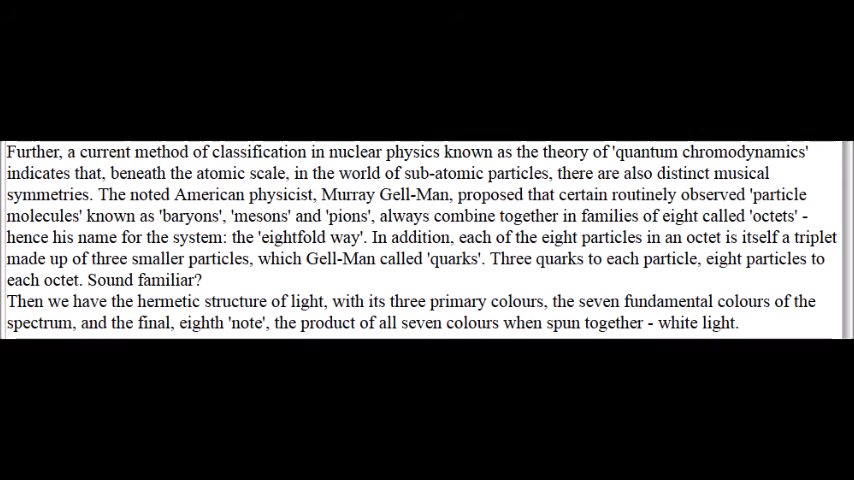 Further, a current method of classification in nuclear physics known as the theory of 'quantum chromodynamics'
indicates that, beneath the atomic scale, in the world of sub-atomic particles, there are also distinct musical
symmetries. The noted American physicist, Murray Gell-Man, proposed that certain routinely observed 'particle
molecules' known as 'baryons', 'mesons' and 'pions', always combine together in families of eight called 'octets' -
hence his name for the system: the 'eightfold way'. In addition, each of the eight particles in an octet is itself a triplet
made up of three smaller particles, which Gell-Man called 'quarks'. Three quarks to each particle, eight particles to
each octet. Sound familiar?
Then we have the hermetic structure of light, with its three primary colours, the seven fundamental colours of the
spectrum, and the final, eighth 'note', the product of all seven colours when spun together - white light.